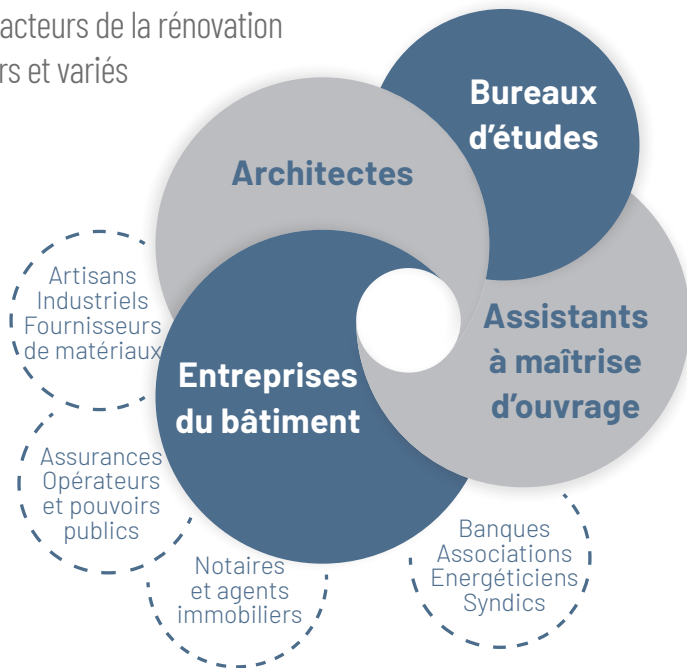 acteurs de la rénovation
rs et variés
Bureaux
d'études
Architectes
Artisans
Industriels
Fournisseurs
de matériaux
Assistants
à maîtrise
d'ouvrage
Entreprises
du bâtiment
Assurances
Opérateurs
et pouvoirs
publics
Notaires
et agents
immobiliers
Banques
Associations
Energéticiens
Syndics